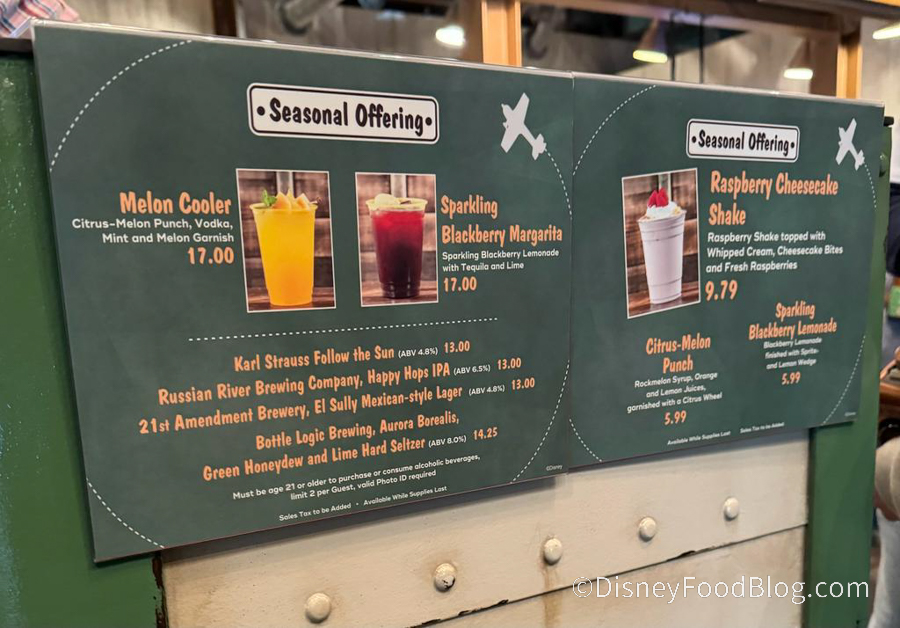 • Seasonal Offering •
Melon Cooler
Citrus-Melon Punch, Vodka,
Mint and Melon Garnish
17.00
Sparkling
Blackberry Margarita
Sparkling Blackberry Lemonade
with Tequila and Lime
17.00
Karl Strauss Follow the Sun (ABV 4.8%) 13.00
Russian River Brewing Company, Happy Hops IPA (ABV 6.5%) 13.00
21st Amendment Brewery, El Sully Mexican-style Lager (ABV 4.8%) 13.00
Bottle Logic Brewing, Aurora Borealis,
Green Honeydew and Lime Hard Seltzer (ABV 8.0%) 14.25
Must be age 21 or older to purchase or consume alcoholic beverages,
limit 2 per Guest, valid Photo ID required
Sales Tax to be Added • Available While Supplies Last
©Disney
• Seasonal Offering •
Raspberry Cheesecake
Shake
Raspberry Shake topped with
Whipped Cream, Cheesecake Bites
and Fresh Raspberries
9.79
Citrus-Melon
Punch
Rockmelon Syrup, Orange
and Lemon Juices,
garnished with a Citrus Wheel
5.99
Sparkling
Blackberry Lemonade
Blackberry Lemonade
finished with Sprite
and Lemon Wedge
5.99
Available While Supplies Last Sales Tax to be Added
©Disney
©DisneyFoodBlog.com